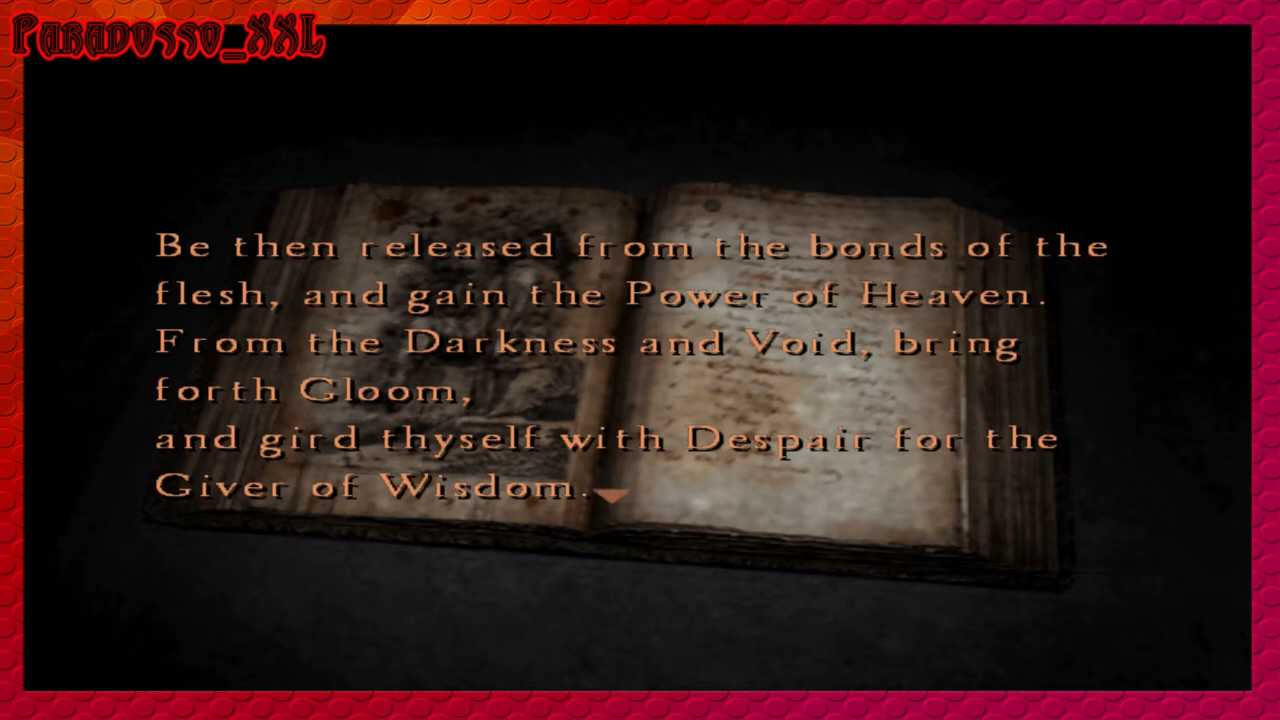 Paradosso_XXL
Be then released from the bonds of the
flesh, and gain the Power of Heaven.
From the Darkness and Void, bring
forth Gloom,
and gird thyself with Despair for the
Giver of Wisdom.